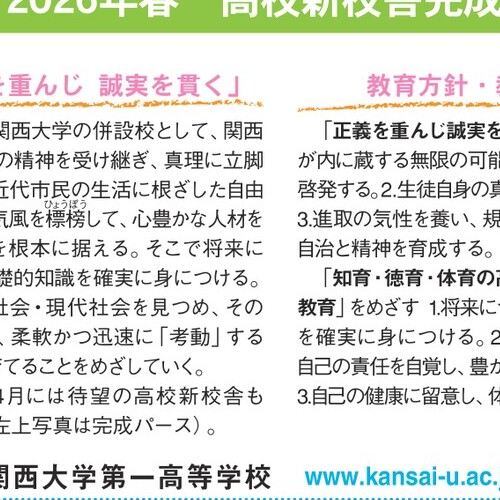 2026年春 高校新校舎完成
を重んじ 誠実を貫く」
関西大学の併設校として、関西
の精神を受け継ぎ、真理に立脚
近代市民の生活に根ざした自由
ひょうぼう
気風を標榜して、心豊かな人材を
を根本に据える。そこで将来に
礎的知識を確実に身につける。
社会・現代社会を見つめ、その
、柔軟かつ迅速に「考動」する
てることをめざしていく。
4月には待望の高校新校舎も
左上写真は完成パース）。
教育方針・
「正義を重んじ誠実を
が内に蔵する無限の可能
啓発する。2.生徒自身の真
3.進取の気性を養い、規
自治と精神を育成する。
「知育・徳育・体育の高
教育」をめざす 1.将来に
を確実に身につける。2
自己の責任を自覚し、豊か
3.自己の健康に留意し、体
関西大学第一高等学校
www.kansai-u.ac.